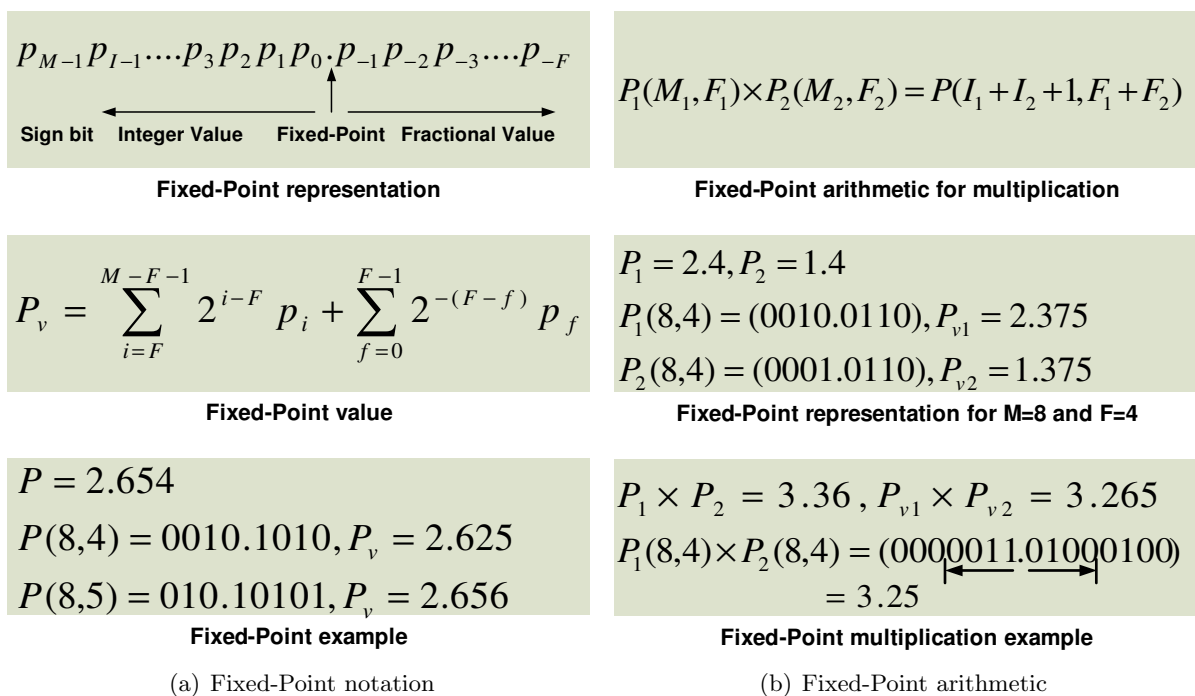 p_{M-1} p_{I-1} .... p_3 p_2 p_1 p_0 . p_{-1} p_{-2} p_{-3} .... p_{-F}
Sign bit Integer Value Fixed-Point Fractional Value
Fixed-Point representation
P_v = \sum_{i=F}^{M-F-1} 2^{i-F} p_i + \sum_{f=0}^{F-1} 2^{-(F-f)} p_f
Fixed-Point value
P = 2.654
P(8,4) = 0010.1010, P_v = 2.625
P(8,5) = 010.10101, P_v = 2.656
Fixed-Point example
(a) Fixed-Point notation
P_1(M_1,F_1)×P_2(M_2,F_2) = P(I_1+I_2+1,F_1+F_2)
Fixed-Point arithmetic for multiplication
P_1 = 2.4, P_2 = 1.4
P_1(8,4) = (0010.0110), P_{v1} = 2.375
P_2(8,4) = (0001.0110), P_{v2} = 1.375
Fixed-Point representation for M=8 and F=4
P_1 × P_2 = 3.36, P_{v1} × P_{v2} = 3.265
P_1(8,4)×P_2(8,4) = (0000011.01000100)
= 3.25
Fixed-Point multiplication example
(b) Fixed-Point arithmetic